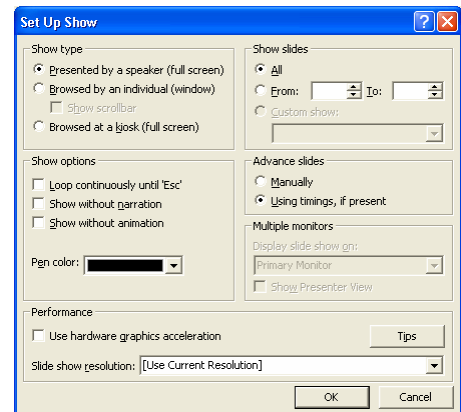 Set Up Show
Show type
Presented by a speaker (full screen)
Browsed by an individual (window)
Show scrollbar
Browsed at a kiosk (full screen)
Show slides
All
From: To:
Custom show:
Show options
Loop continuously until 'Esc'
Show without narration
Show without animation
Pen color:
Advance slides
Manually
Using timings, if present
Multiple monitors
Display slide show on:
Primary Monitor
Show Presenter View
Performance
Use hardware graphics acceleration
Tips
Slide show resolution: [Use Current Resolution]
OK Cancel